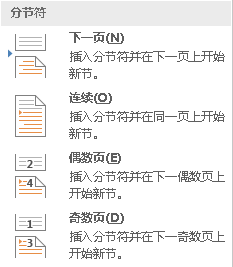 分节符
下一页(N)
插入分节符并在下一页上开始
新节。
连续(O)
插入分节符并在同一页上开始
新节。
2
4
偶数页(E)
插入分节符并在下一偶数页上
开始新节。
1
3
奇数页(D)
插入分节符并在下一奇数页上
开始新节。